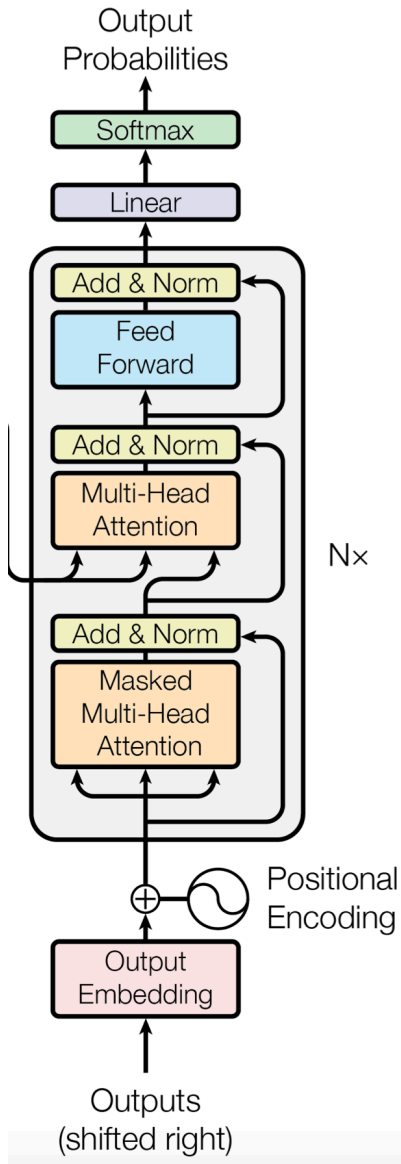 Output
Probabilities
Softmax
Linear
Add & Norm
Feed
Forward
Add & Norm
Multi-Head
Attention
N×
Add & Norm
Masked
Multi-Head
Attention
Positional
Encoding
Output
Embedding
Outputs
(shifted right)